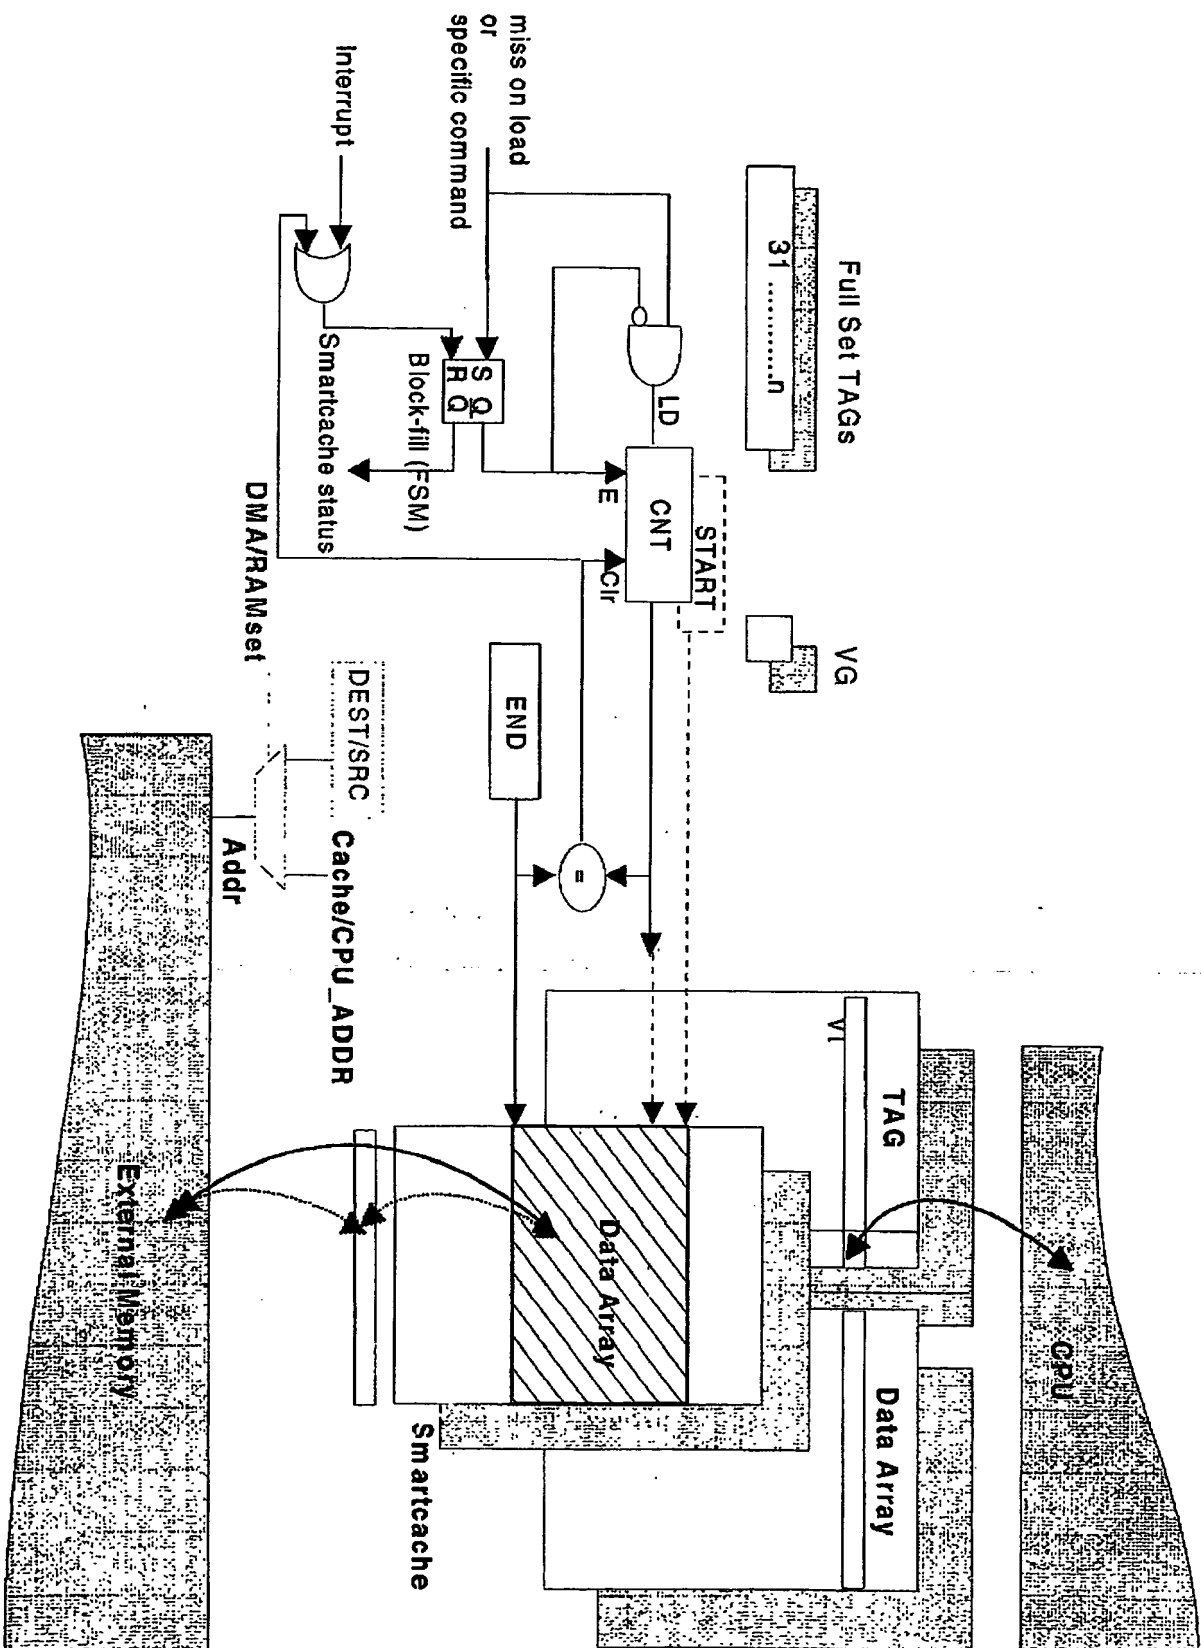 Full Set TAGs
31 ............n
VG
CPU
TAG
Data Array
VI
START
CNT
LD
E
Clr
miss on load
or
specific command
S Q
R Q
Block-fill (FSM)
Interrupt
Smartcache status
END
=
Data Array
Smartcache
DMA/RAMset
DEST/SRC
Cache/CPU_ADDR
Addr
External Memory